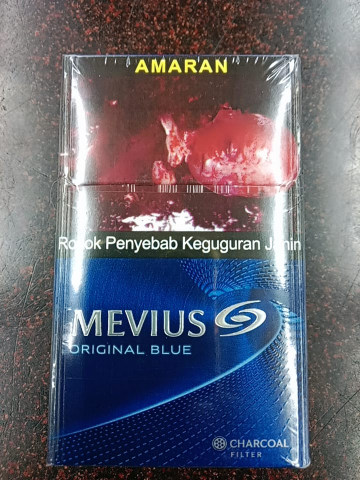 AMARAN
Rokok Penyebab Keguguran Janin
MEVIUS
ORIGINAL BLUE
CHARCOAL
FILTER